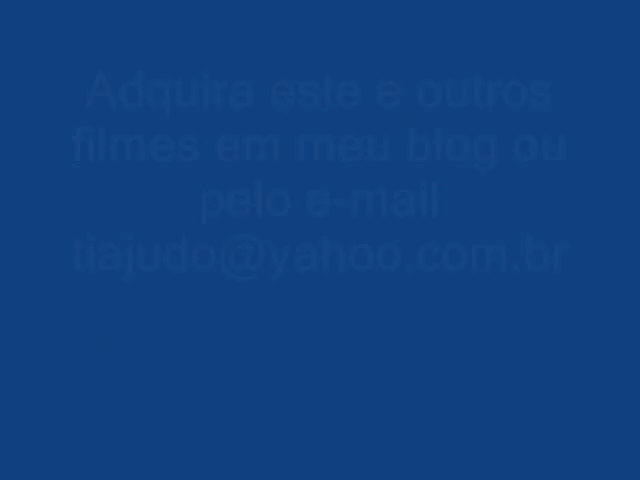 Adquira este e outros
filmes em meu blog ou
pelo e-mail
tiajudo@yahoo.com.br